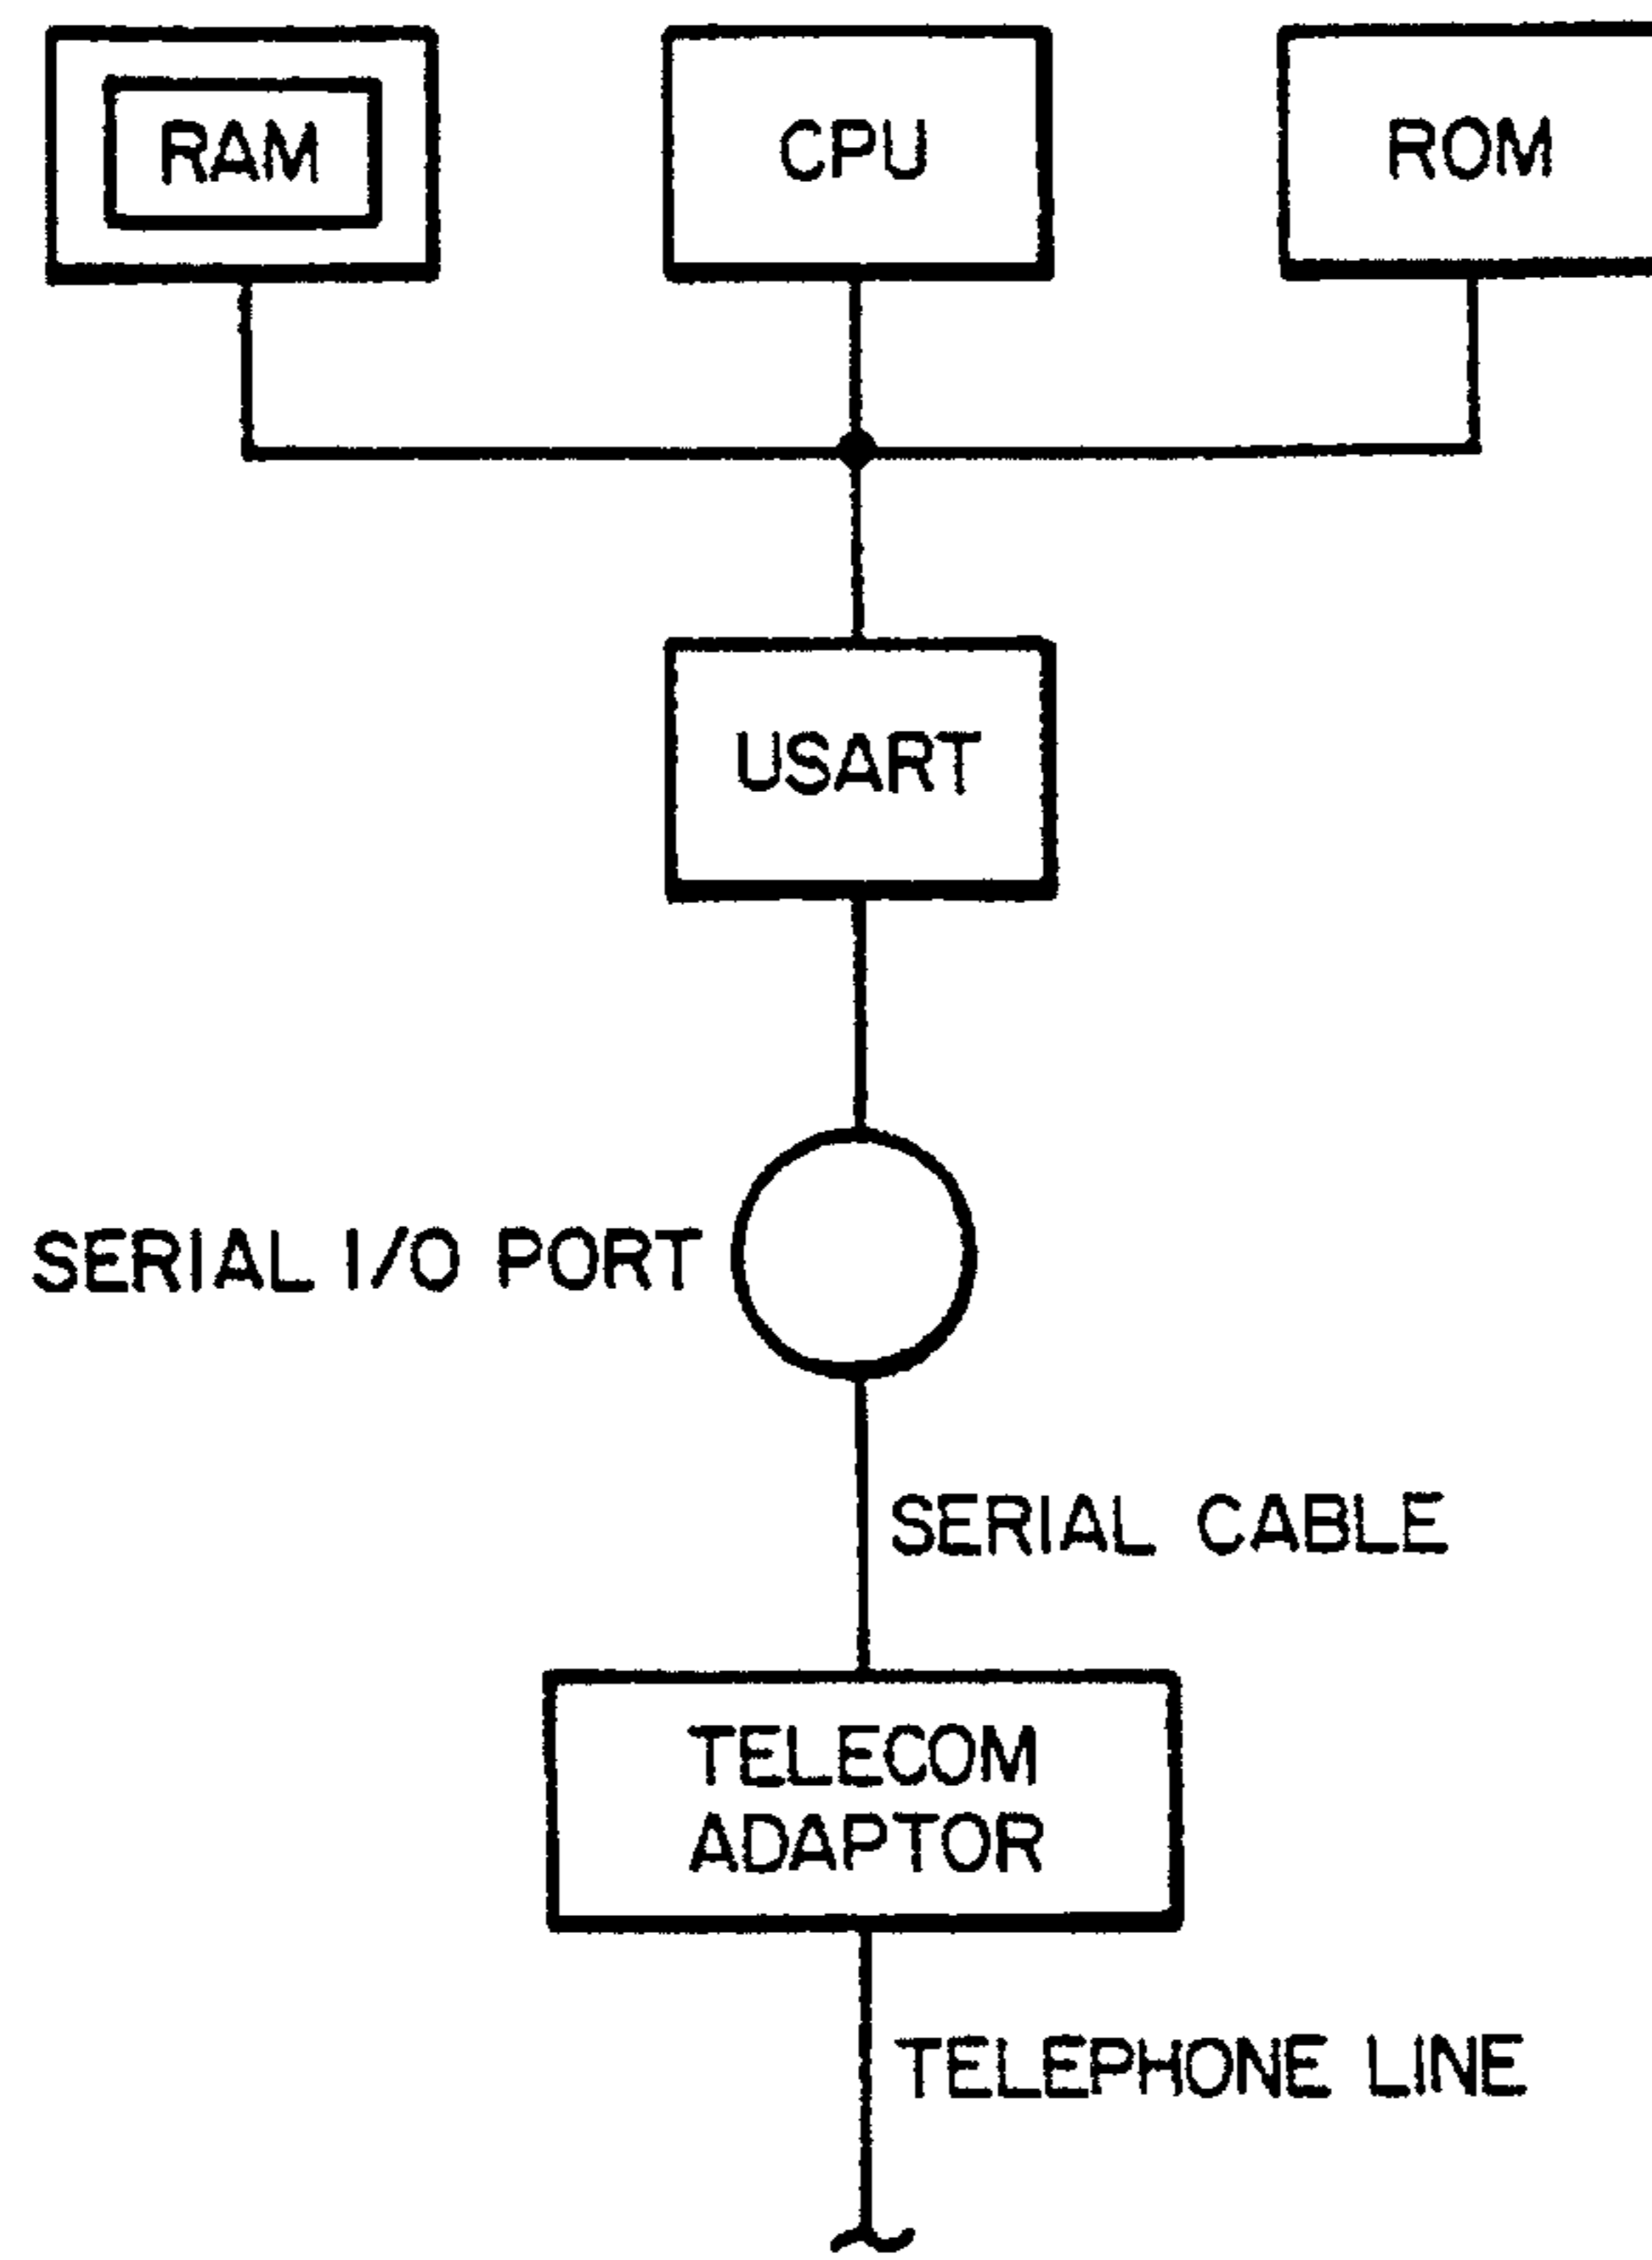 RAM
CPU
ROM
USART
SERIAL I/O PORT
SERIAL CABLE
TELECOM
ADAPTOR
TELEPHONE LINE